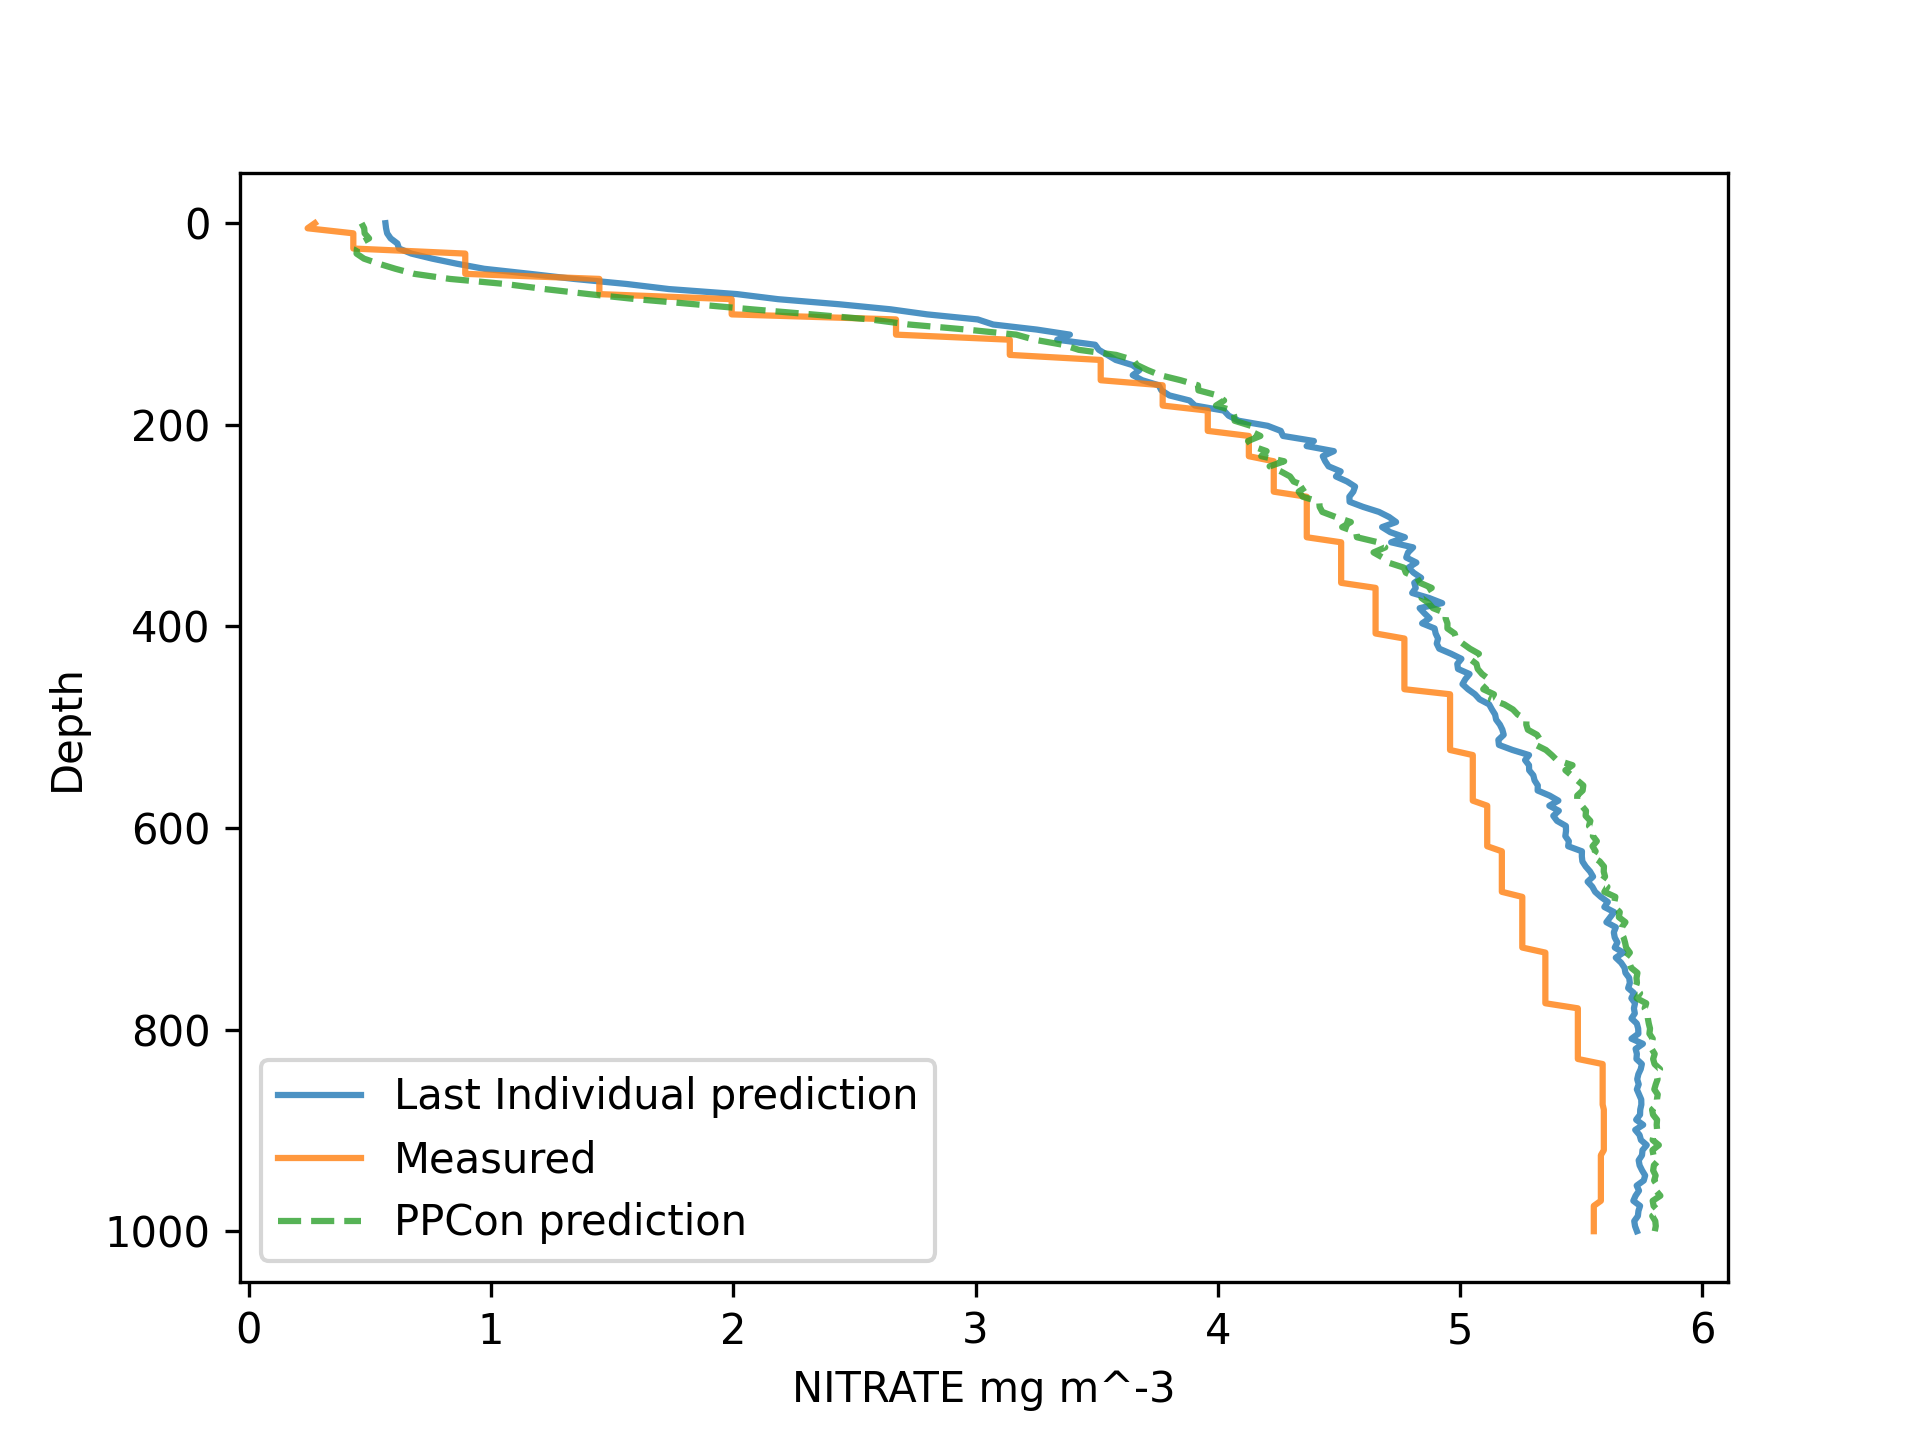 0
200
400
600
800
1000
Depth
Last Individual prediction
Measured
PPCon prediction
0 1 2 3 4 5 6
NITRATE mg m^-3